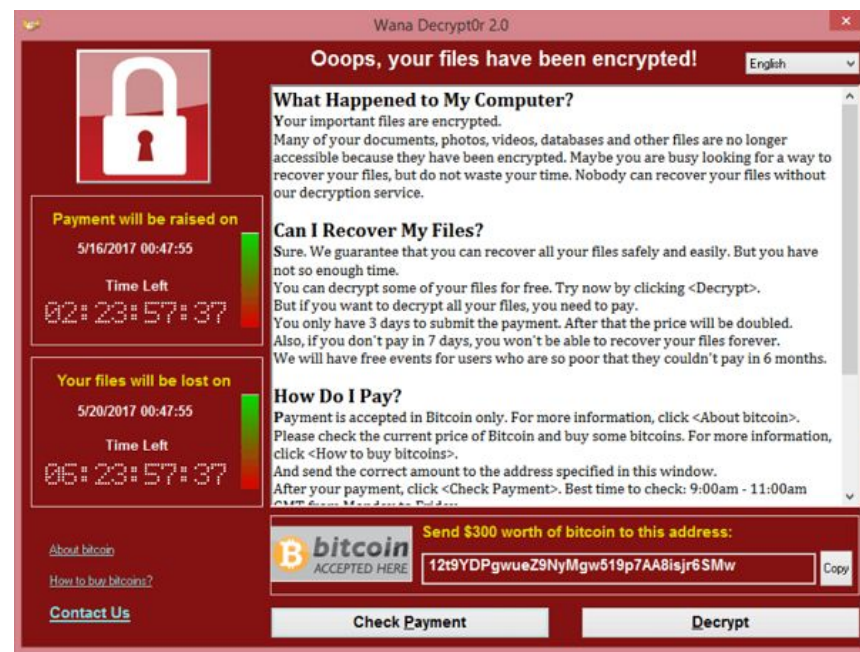 Wana Decrypt0r 2.0
Ooops, your files have been encrypted!
English
Payment will be raised on
5/16/2017 00:47:55
Time Left
02:23:57:37
Your files will be lost on
5/20/2017 00:47:55
Time Left
06:23:57:37
About bitcoin
How to buy bitcoins?
Contact Us
What Happened to My Computer?
Your important files are encrypted.
Many of your documents, photos, videos, databases and other files are no longer
accessible because they have been encrypted. Maybe you are busy looking for a way to
recover your files, but do not waste your time. Nobody can recover your files without
our decryption service.
Can I Recover My Files?
Sure. We guarantee that you can recover all your files safely and easily. But you have
not so enough time.
You can decrypt some of your files for free. Try now by clicking <Decrypt>.
But if you want to decrypt all your files, you need to pay.
You only have 3 days to submit the payment. After that the price will be doubled.
Also, if you don't pay in 7 days, you won't be able to recover your files forever.
We will have free events for users who are so poor that they couldn't pay in 6 months.
How Do I Pay?
Payment is accepted in Bitcoin only. For more information, click <About bitcoin>.
Please check the current price of Bitcoin and buy some bitcoins. For more information,
click <How to buy bitcoins>.
And send the correct amount to the address specified in this window.
After your payment, click <Check Payment>. Best time to check: 9:00am - 11:00am
GMT from Monday to Friday.
bitcoin
ACCEPTED HERE
Send $300 worth of bitcoin to this address:
12t9YDPgwueZ9NyMgw519p7AA8isjr6SMw
Copy
Check Payment
Decrypt